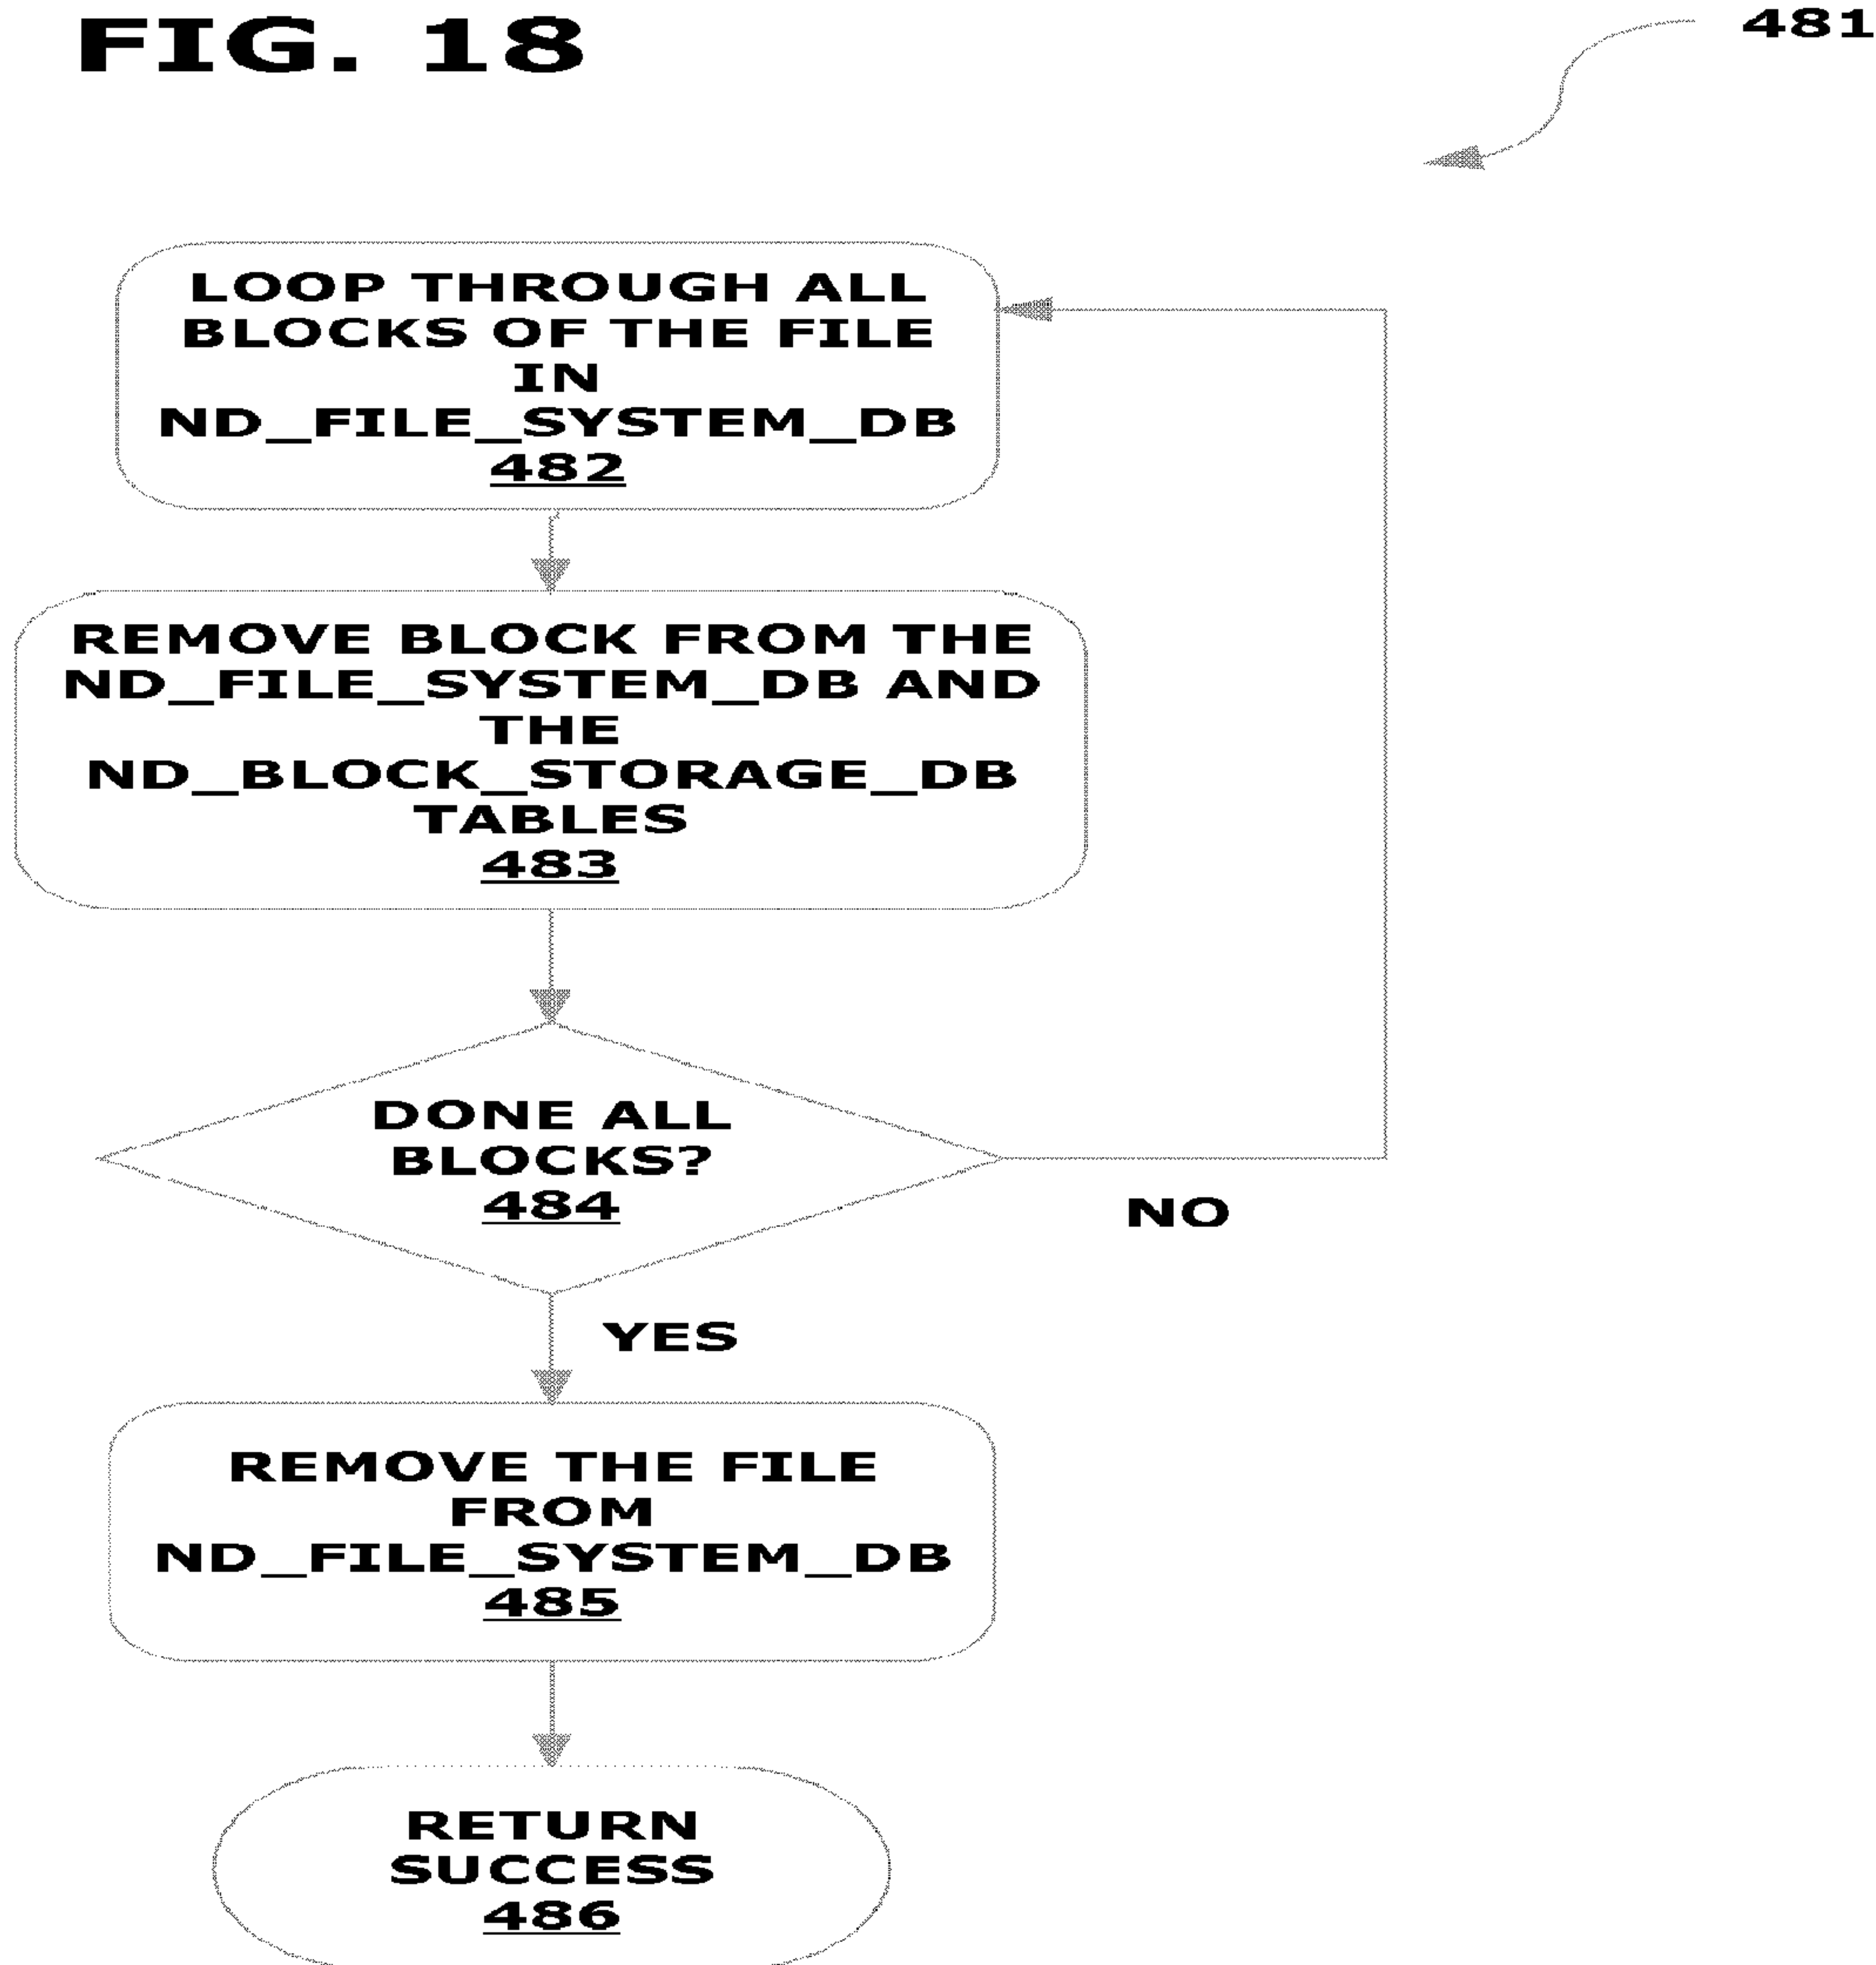 FIG. 18
481
LOOP THROUGH ALL
BLOCKS OF THE FILE
IN
ND_FILE_SYSTEM_DB
482
REMOVE BLOCK FROM THE
ND_FILE_SYSTEM_DB AND
THE
ND_BLOCK_STORAGE_DB
TABLES
483
DONE ALL
BLOCKS?
484
NO
YES
REMOVE THE FILE
FROM
ND_FILE_SYSTEM_DB
485
RETURN
SUCCESS
486